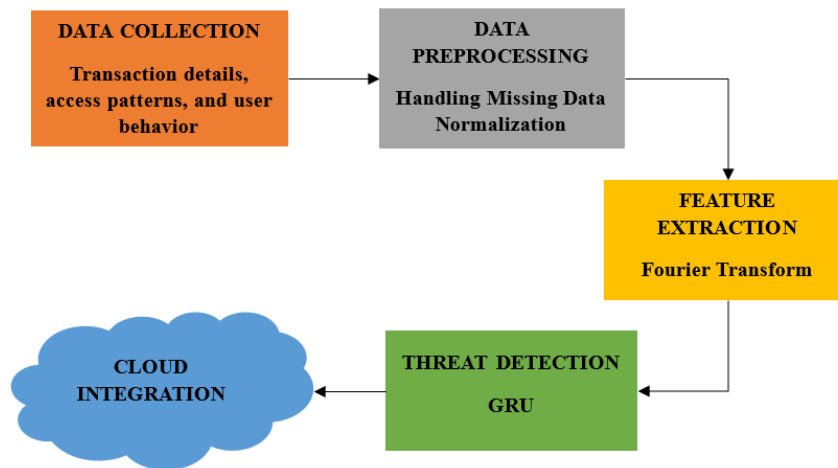 DATA COLLECTION
Transaction details,
access patterns, and user
behavior
DATA
PREPROCESSING
Handling Missing Data
Normalization
FEATURE
EXTRACTION
Fourier Transform
THREAT DETECTION
GRU
CLOUD
INTEGRATION